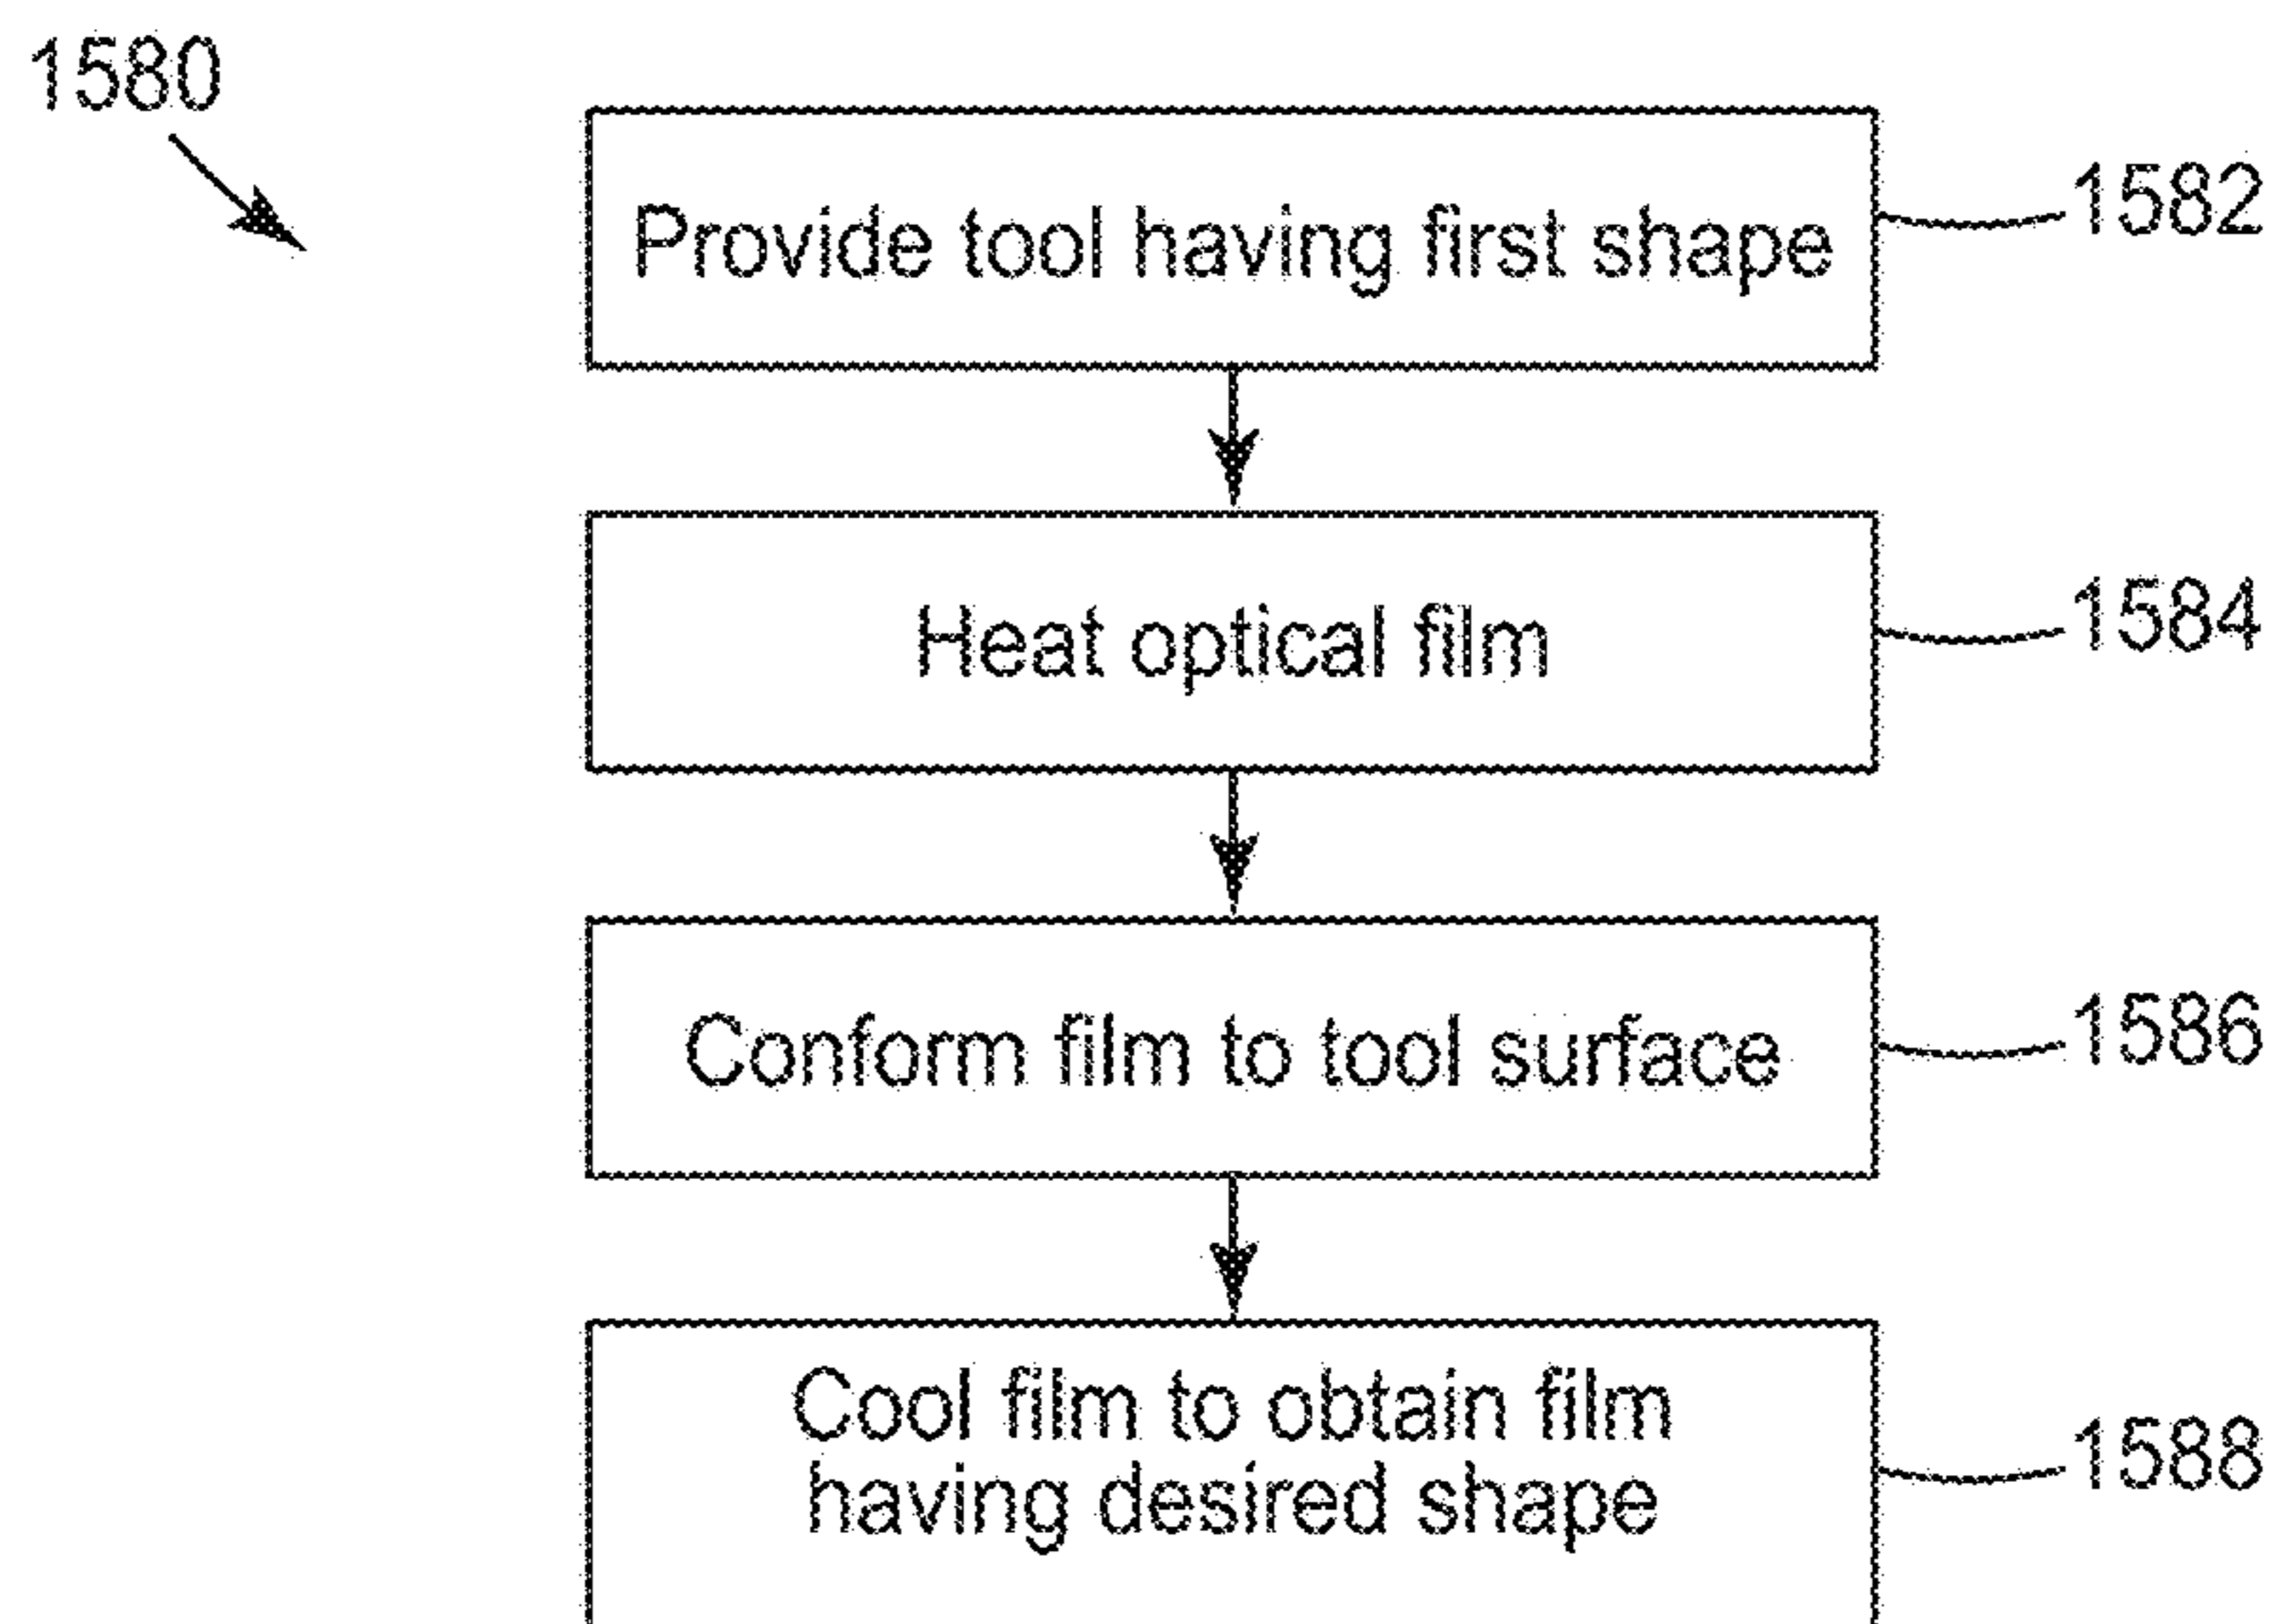 1580
Provide tool having first shape
1582
Heat optical film
1584
Conform film to tool surface
1586
Cool film to obtain film
having desired shape
1588